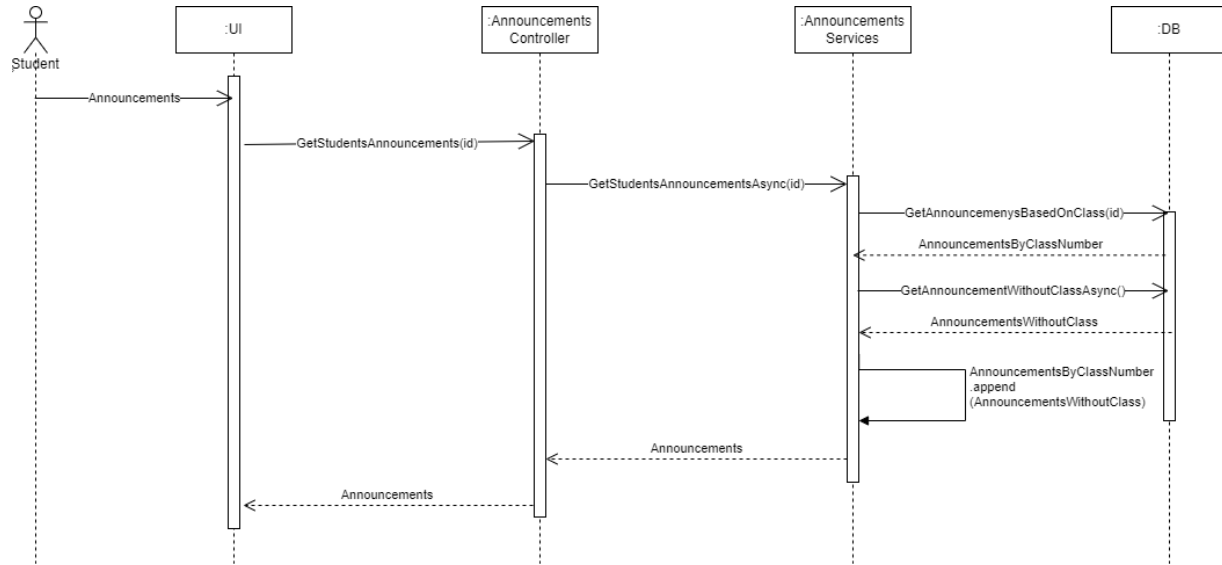 :UI
:Announcements
Controller
:Announcements
Services
:DB
Student
Announcements
GetStudentsAnnouncements(id)
GetStudentsAnnouncementsAsync(id)
GetAnnouncemenysBasedOnClass(id)
AnnouncementsByClassNumber
GetAnnouncementWithoutClassAsync()
AnnouncementsWithoutClass
AnnouncementsByClassNumber
.append
(AnnouncementsWithoutClass)
Announcements
Announcements